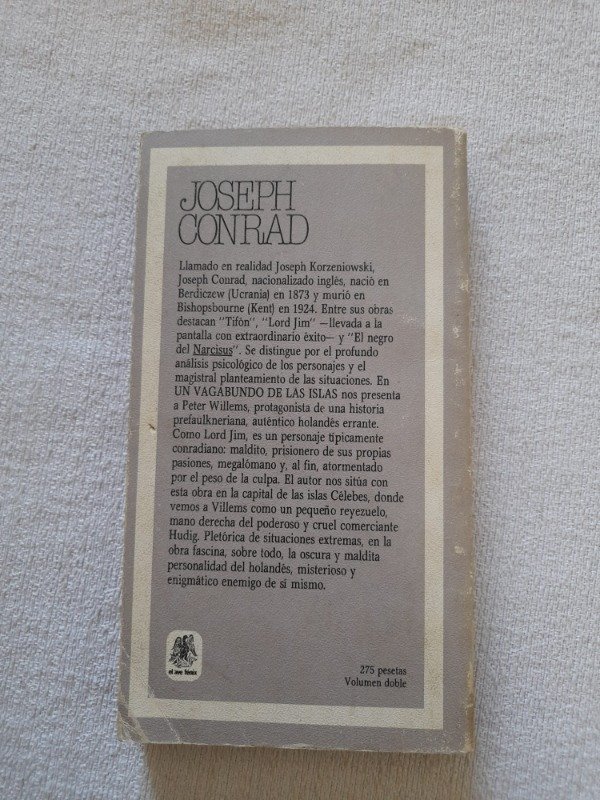 JOSEPH
CONRAD
Llamado en realidad Joseph Korzeniowski,
Joseph Conrad, nacionalizado inglés, nació en
Berdiczew (Ucrania) en 1873 y murió en
Bishopsbourne (Kent) en 1924. Entre sus obras
destacan "Tifón", "Lord Jim" —llevada a la
pantalla con extraordinario éxito— y "El negro
del Narcisus". Se distingue por el profundo
análisis psicológico de los personajes y el
magistral planteamiento de las situaciones. En
UN VAGABUNDO DE LAS ISLAS nos presenta
a Peter Willems, protagonista de una historia
prefaulkneriana, auténtico holandés errante.
Como Lord Jim, es un personaje típicamente
conradiano: maldito, prisionero de sus propias
pasiones, megalómano y, al fin, atormentado
por el peso de la culpa. El autor nos sitúa con
esta obra en la capital de las islas Célebes, donde
vemos a Villems como un pequeño reyezuelo,
mano derecha del poderoso y cruel comerciante
Hudig. Pletórica de situaciones extremas, en la
obra fascina, sobre todo, la oscura y maldita
personalidad del holandés, misterioso y
enigmático enemigo de sí mismo.
el ave fénix
275 pesetas
Volumen doble